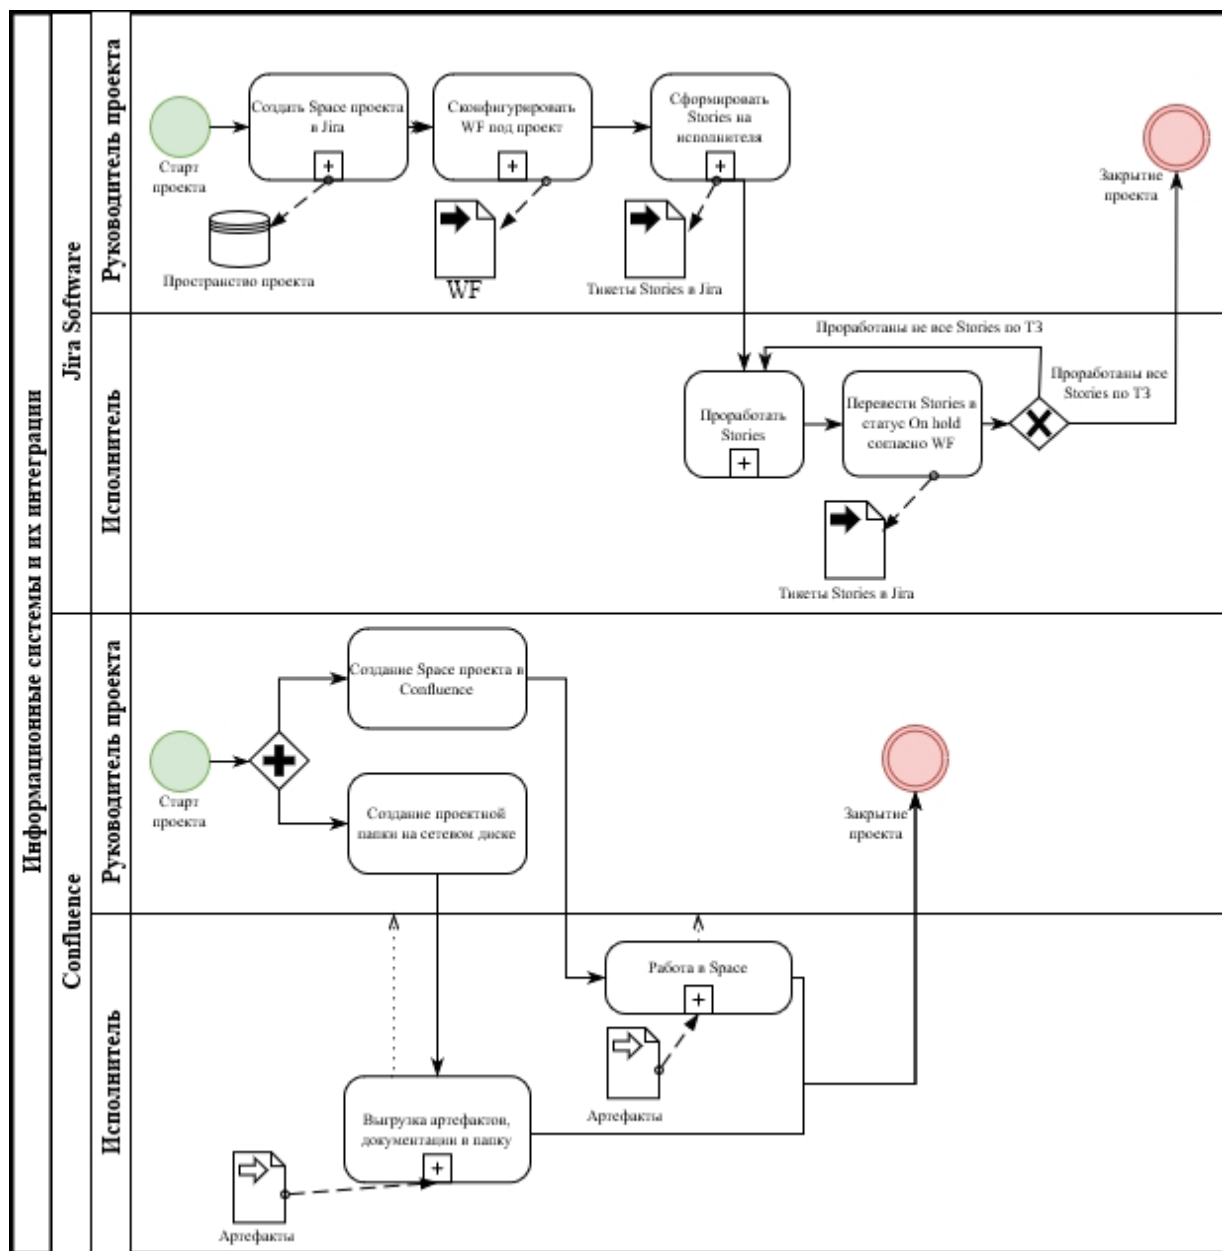 Информационные системы и их интеграции
Jira Software
Руководитель проекта
Старт
проекта
Создать Space проекта
в Jira
Пространство проекта
Сконфигурировать
WF под проект
WF
Сформировать
Stories на
исполнителя
Тикеты Stories в Jira
Закрытие
проекта
Исполнитель
Проработаны не все Stories по ТЗ
Проработать
Stories
Перевести Stories в
статус On hold
согласно WF
Проработаны все
Stories по ТЗ
Тикеты Stories в Jira
Confluence
Руководитель проекта
Старт
проекта
Создание Space проекта в
Confluence
Создание проектной
папки на сетевом диске
Закрытие
проекта
Исполнитель
Работа в Space
Артефакты
Выгрузка артефактов,
документации в папку
Артефакты